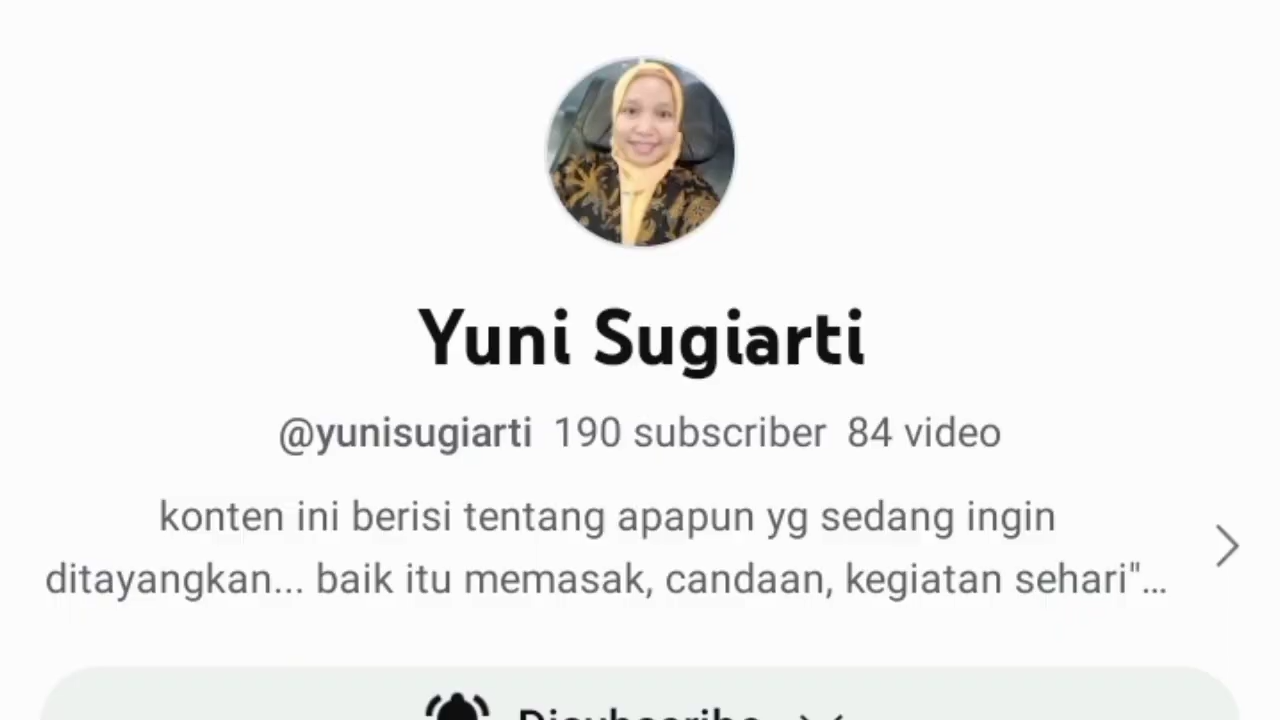 Yuni Sugiarti
@yunisugiarti 190 subscriber 84 video
konten ini berisi tentang apapun yg sedang ingin
ditayangkan... baik itu memasak, candaan, kegiatan sehari"...
Disubscribe